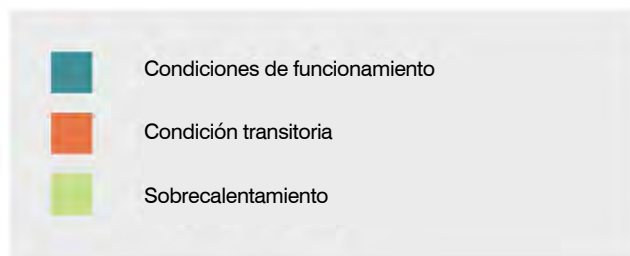 Condiciones de funcionamiento
Condición transitoria
Sobrecalentamiento